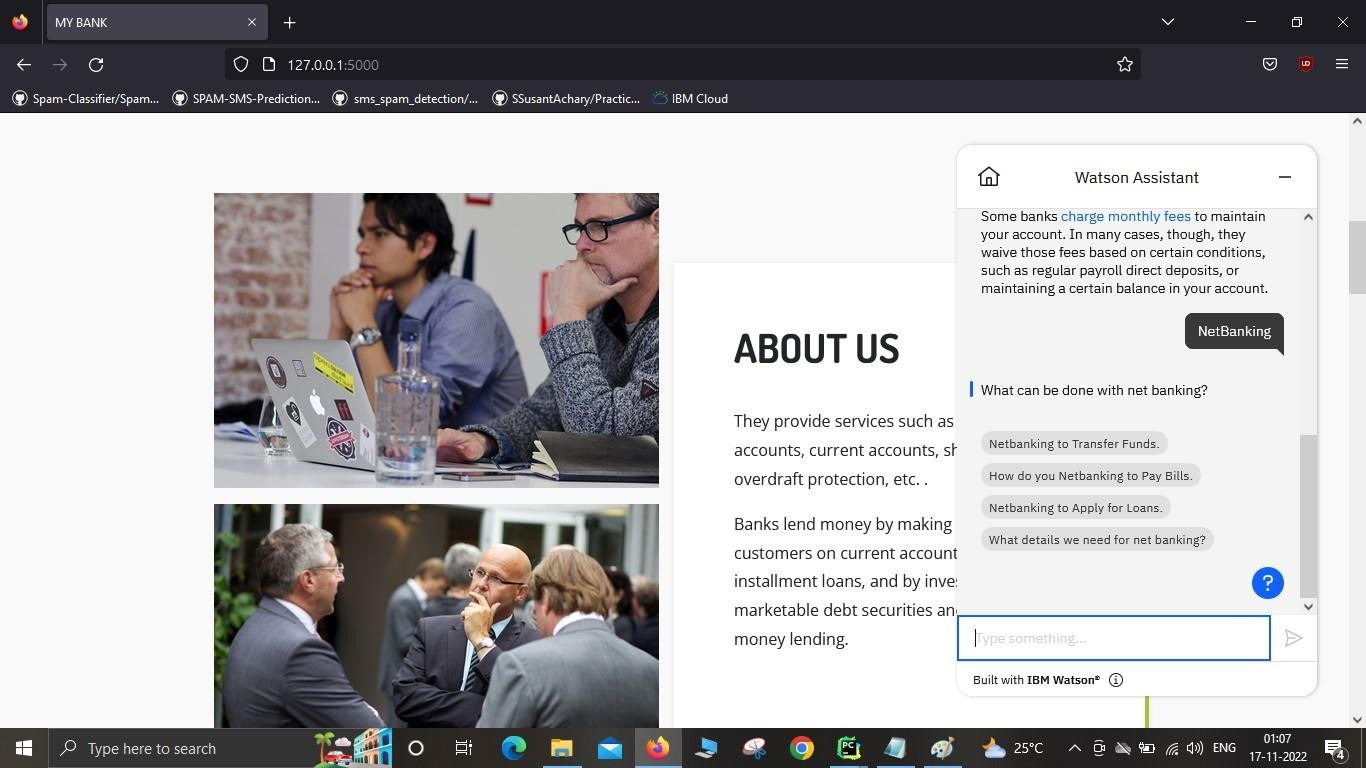 MY BANK
127.0.0.1:5000
Spam-Classifier/Spam...
SPAM-SMS-Prediction...
sms_spam_detection/...
SSusantAchary/Practic...
IBM Cloud
ABOUT US
They provide services such as
accounts, current accounts, sh
overdraft protection, etc. .
Banks lend money by making
customers on current account
installment loans, and by inves
marketable debt securities and
money lending.
Watson Assistant
Some banks charge monthly fees to maintain
your account. In many cases, though, they
waive those fees based on certain conditions,
such as regular payroll direct deposits, or
maintaining a certain balance in your account.
NetBanking
What can be done with net banking?
Netbanking to Transfer Funds.
How do you Netbanking to Pay Bills.
Netbanking to Apply for Loans.
What details we need for net banking?
?
Type something...
Built with IBM Watson®
Type here to search
PC
25°C
ENG
01:07
17-11-2022
4